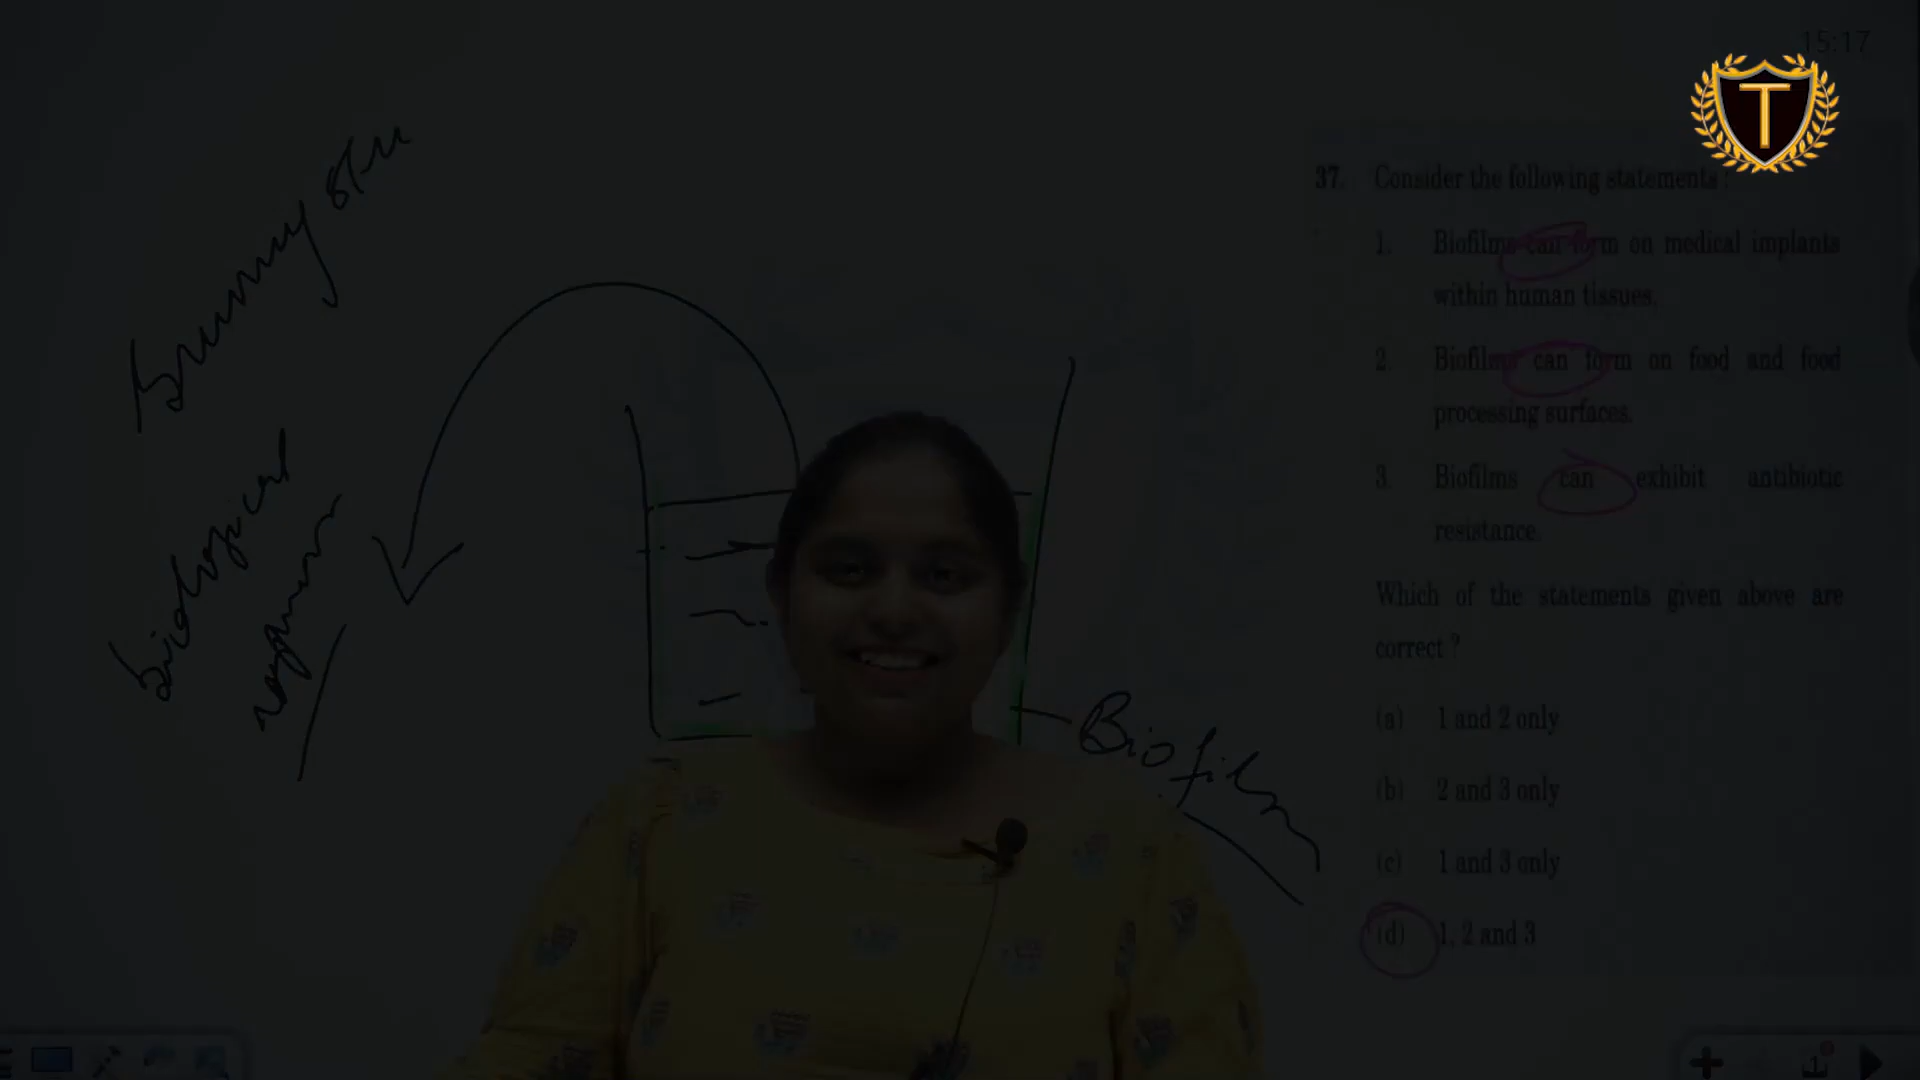 15:17
T
37. Consider the following statements :
1. Biofilms can form on medical implants
within human tissues.
2. Biofilms can form on food and food
processing surfaces.
3. Biofilms can exhibit antibiotic
resistance.
Which of the statements given above are
correct ?
(a) 1 and 2 only
(b) 2 and 3 only
(c) 1 and 3 only
(d) 1, 2 and 3
biological
Biofilm